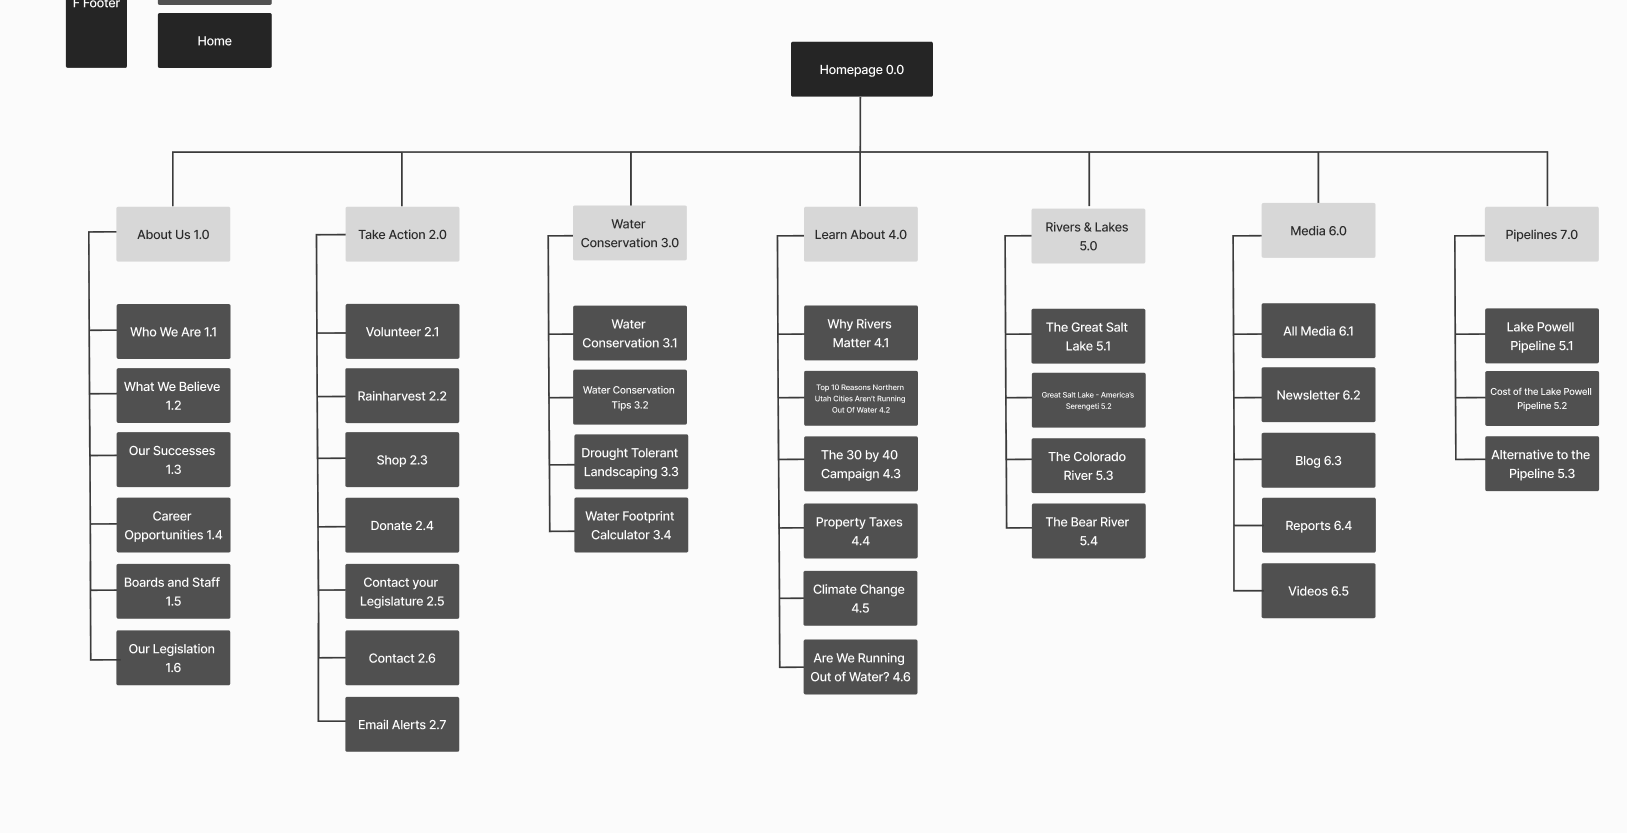 F Footer
Home
Homepage 0.0
About Us 1.0
Who We Are 1.1
What We Believe
1.2
Our Successes
1.3
Career
Opportunities 1.4
Boards and Staff
1.5
Our Legislation
1.6
Take Action 2.0
Volunteer 2.1
Rainharvest 2.2
Shop 2.3
Donate 2.4
Contact your
Legislature 2.5
Contact 2.6
Email Alerts 2.7
Water
Conservation 3.0
Water
Conservation 3.1
Water Conservation
Tips 3.2
Drought Tolerant
Landscaping 3.3
Water Footprint
Calculator 3.4
Learn About 4.0
Why Rivers
Matter 4.1
Top 10 Reasons Northern
Utah Cities Aren't Running
Out Of Water 4.2
The 30 by 40
Campaign 4.3
Property Taxes
4.4
Climate Change
4.5
Are We Running
Out of Water? 4.6
Rivers & Lakes
5.0
The Great Salt
Lake 5.1
Great Salt Lake - America's
Serengeti 5.2
The Colorado
River 5.3
The Bear River
5.4
Media 6.0
All Media 6.1
Newsletter 6.2
Blog 6.3
Reports 6.4
Videos 6.5
Pipelines 7.0
Lake Powell
Pipeline 5.1
Cost of the Lake Powell
Pipeline 5.2
Alternative to the
Pipeline 5.3